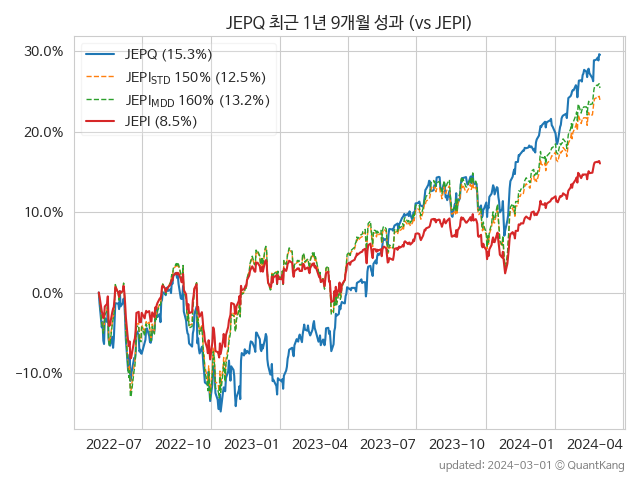 JEPQ 최근 1년 9개월 성과 (vs JEPI)
JEPQ (15.3%)
JEPI_STD 150% (12.5%)
JEPI_MDD 160% (13.2%)
JEPI (8.5%)
30.0%
20.0%
10.0%
0.0%
−10.0%
2022-07 2022-10 2023-01 2023-04 2023-07 2023-10 2024-01 2024-04
updated: 2024-03-01 © QuantKang